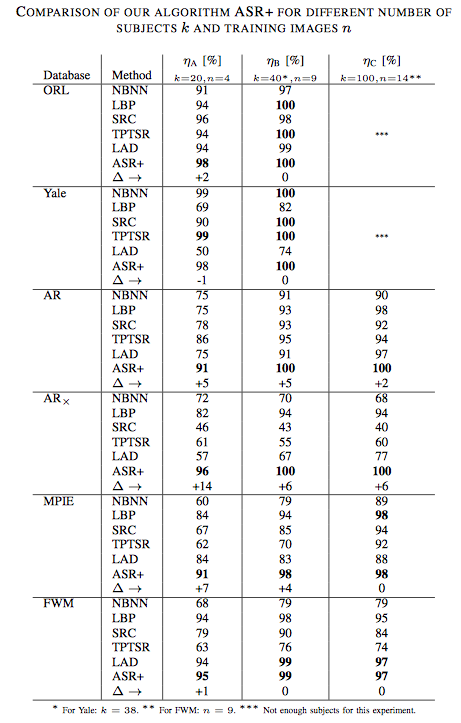 COMPARISON OF OUR ALGORITHM ASR+ FOR DIFFERENT NUMBER OF
SUBJECTS k AND TRAINING IMAGES n
ηA [%] ηB [%] ηC [%]
Database Method k=20,n=4 k=40*,n=9 k=100,n=14**
ORL NBNN 91 97
LBP 94 100
SRC 96 98
TPTSR 94 100 ***
LAD 94 99
ASR+ 98 100
Δ → +2 0
Yale NBNN 99 100
LBP 69 82
SRC 90 100
TPTSR 99 100 ***
LAD 50 74
ASR+ 98 100
Δ → -1 0
AR NBNN 75 91 90
LBP 75 93 98
SRC 78 93 92
TPTSR 86 95 94
LAD 75 91 97
ASR+ 91 100 100
Δ → +5 +5 +2
AR× NBNN 72 70 68
LBP 82 94 94
SRC 46 43 40
TPTSR 61 55 60
LAD 57 67 77
ASR+ 96 100 100
Δ → +14 +6 +6
MPIE NBNN 60 79 89
LBP 84 94 98
SRC 67 85 94
TPTSR 62 70 92
LAD 84 83 88
ASR+ 91 98 98
Δ → +7 +4 0
FWM NBNN 68 79 79
LBP 94 98 95
SRC 79 90 84
TPTSR 63 76 74
LAD 94 99 97
ASR+ 95 99 97
Δ → +1 0 0
* For Yale: k = 38. ** For FWM: n = 9. *** Not enough subjects for this experiment.